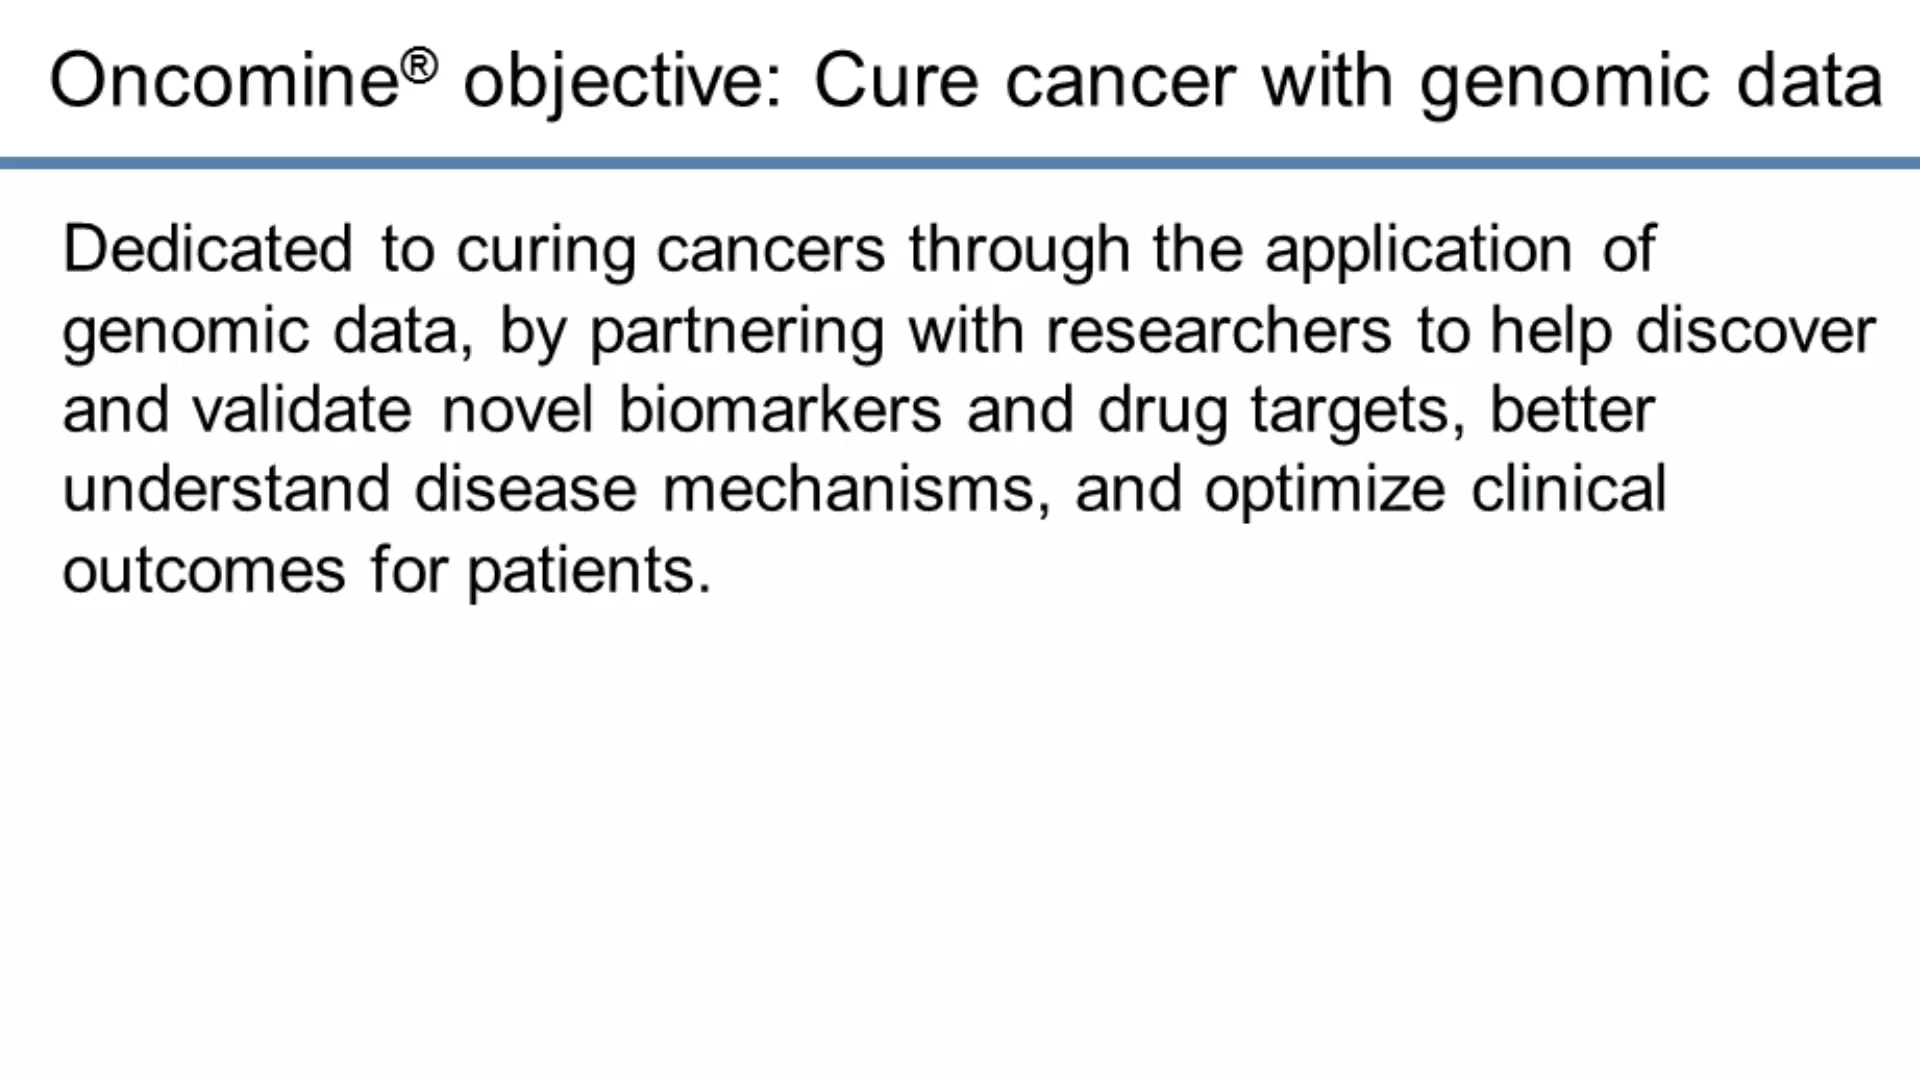 Oncomine® objective: Cure cancer with genomic data
Dedicated to curing cancers through the application of
genomic data, by partnering with researchers to help discover
and validate novel biomarkers and drug targets, better
understand disease mechanisms, and optimize clinical
outcomes for patients.